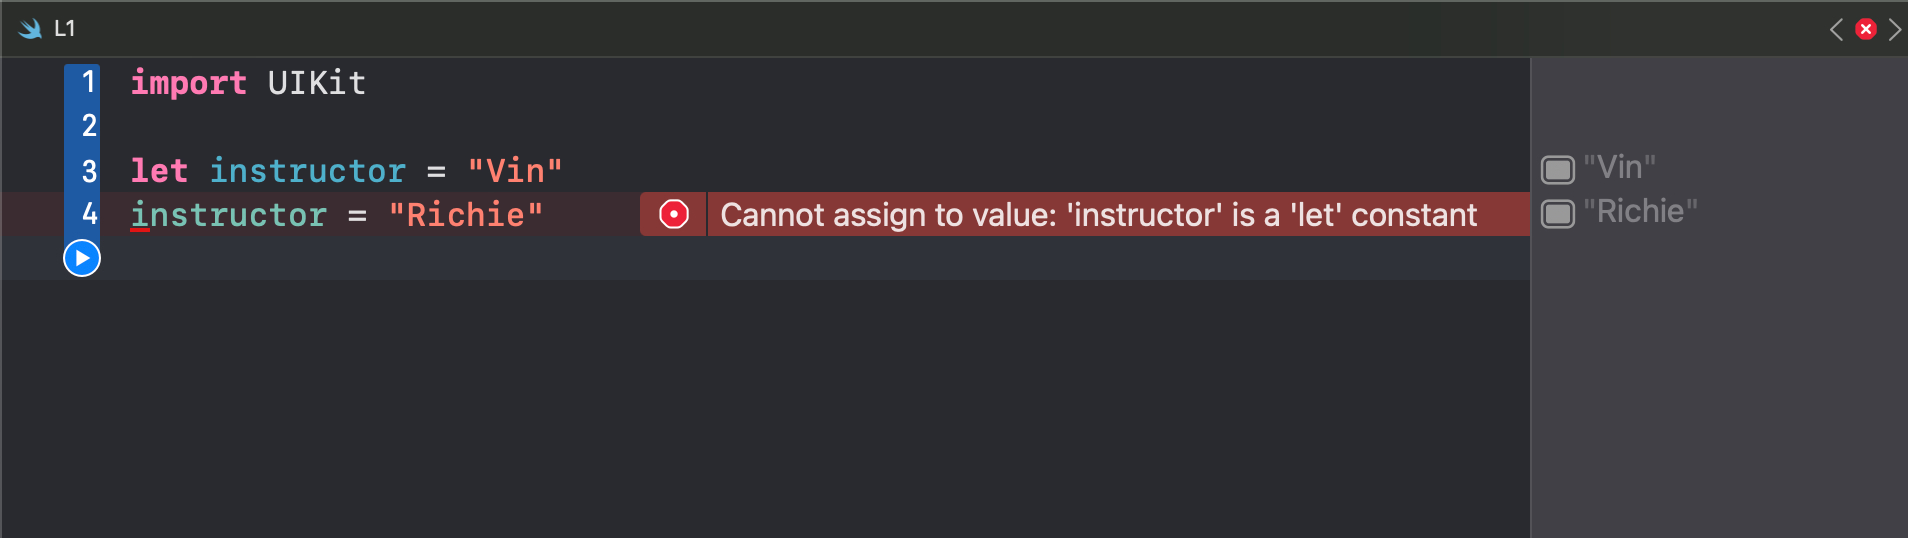 L1
1 import UIKit
2
3 let instructor = "Vin" "Vin"
4 instructor = "Richie" Cannot assign to value: 'instructor' is a 'let' constant "Richie"